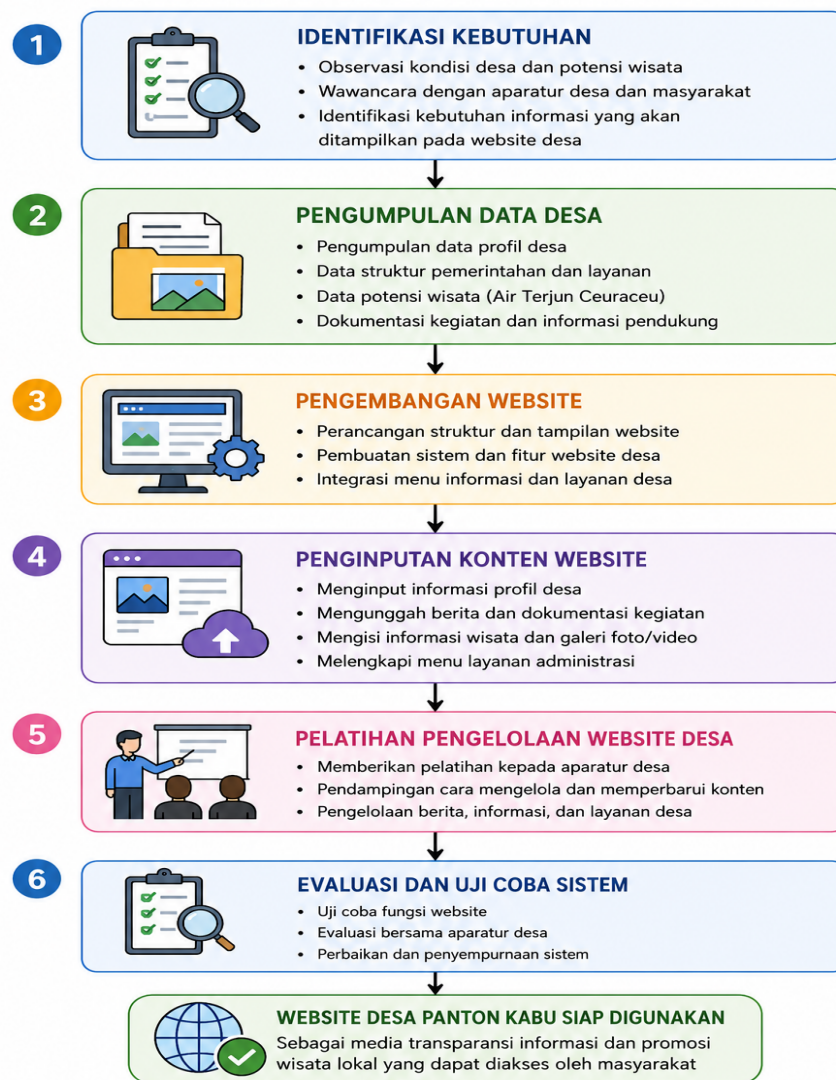 1
IDENTIFIKASI KEBUTUHAN
• Observasi kondisi desa dan potensi wisata
• Wawancara dengan aparatur desa dan masyarakat
• Identifikasi kebutuhan informasi yang akan
ditampilkan pada website desa
2
PENGUMPULAN DATA DESA
• Pengumpulan data profil desa
• Data struktur pemerintahan dan layanan
• Data potensi wisata (Air Terjun Ceuraceu)
• Dokumentasi kegiatan dan informasi pendukung
3
PENGEMBANGAN WEBSITE
• Perancangan struktur dan tampilan website
• Pembuatan sistem dan fitur website desa
• Integrasi menu informasi dan layanan desa
4
PENGINPUTAN KONTEN WEBSITE
• Menginput informasi profil desa
• Mengunggah berita dan dokumentasi kegiatan
• Mengisi informasi wisata dan galeri foto/video
• Melengkapi menu layanan administrasi
5
PELATIHAN PENGELOLAAN WEBSITE DESA
• Memberikan pelatihan kepada aparatur desa
• Pendampingan cara mengelola dan memperbarui konten
• Pengelolaan berita, informasi, dan layanan desa
6
EVALUASI DAN UJI COBA SISTEM
• Uji coba fungsi website
• Evaluasi bersama aparatur desa
• Perbaikan dan penyempurnaan sistem
WEBSITE DESA PANTON KABU SIAP DIGUNAKAN
Sebagai media transparansi informasi dan promosi
wisata lokal yang dapat diakses oleh masyarakat